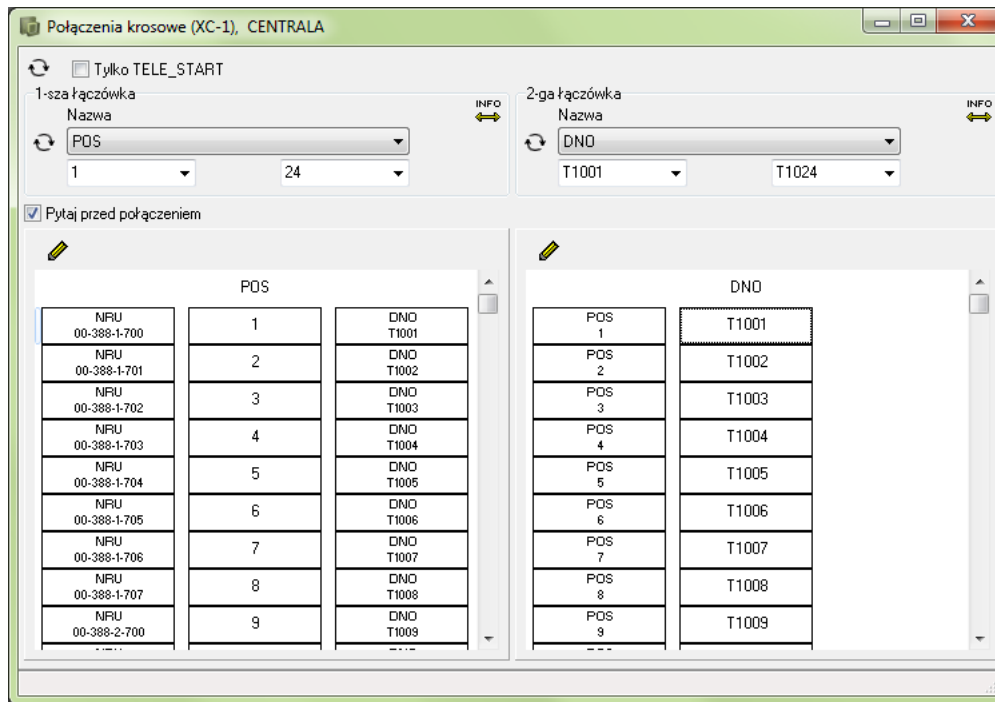 Połączenia krosowe (XC-1), CENTRALA
Tylko TELE_START
1-sza łączówka
INFO
Nazwa
POS
1 24
2-ga łączówka
INFO
Nazwa
DNO
T1001 T1024
Pytaj przed połączeniem
POS
NRU 1 DNO
00-388-1-700 T1001
NRU 2 DNO
00-388-1-701 T1002
NRU 3 DNO
00-388-1-702 T1003
NRU 4 DNO
00-388-1-703 T1004
NRU 5 DNO
00-388-1-704 T1005
NRU 6 DNO
00-388-1-705 T1006
NRU 7 DNO
00-388-1-706 T1007
NRU 8 DNO
00-388-1-707 T1008
NRU 9 DNO
00-388-2-700 T1009
DNO
POS T1001
1
POS T1002
2
POS T1003
3
POS T1004
4
POS T1005
5
POS T1006
6
POS T1007
7
POS T1008
8
POS T1009
9